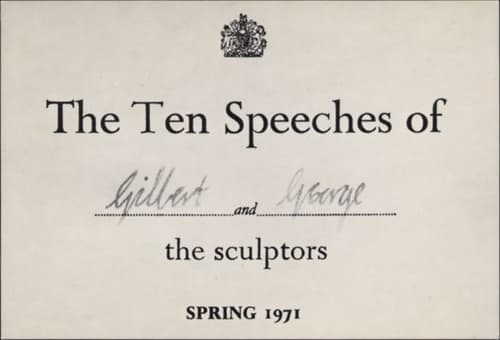 The Ten Speeches of
Gilbert and George
the sculptors
SPRING 1971